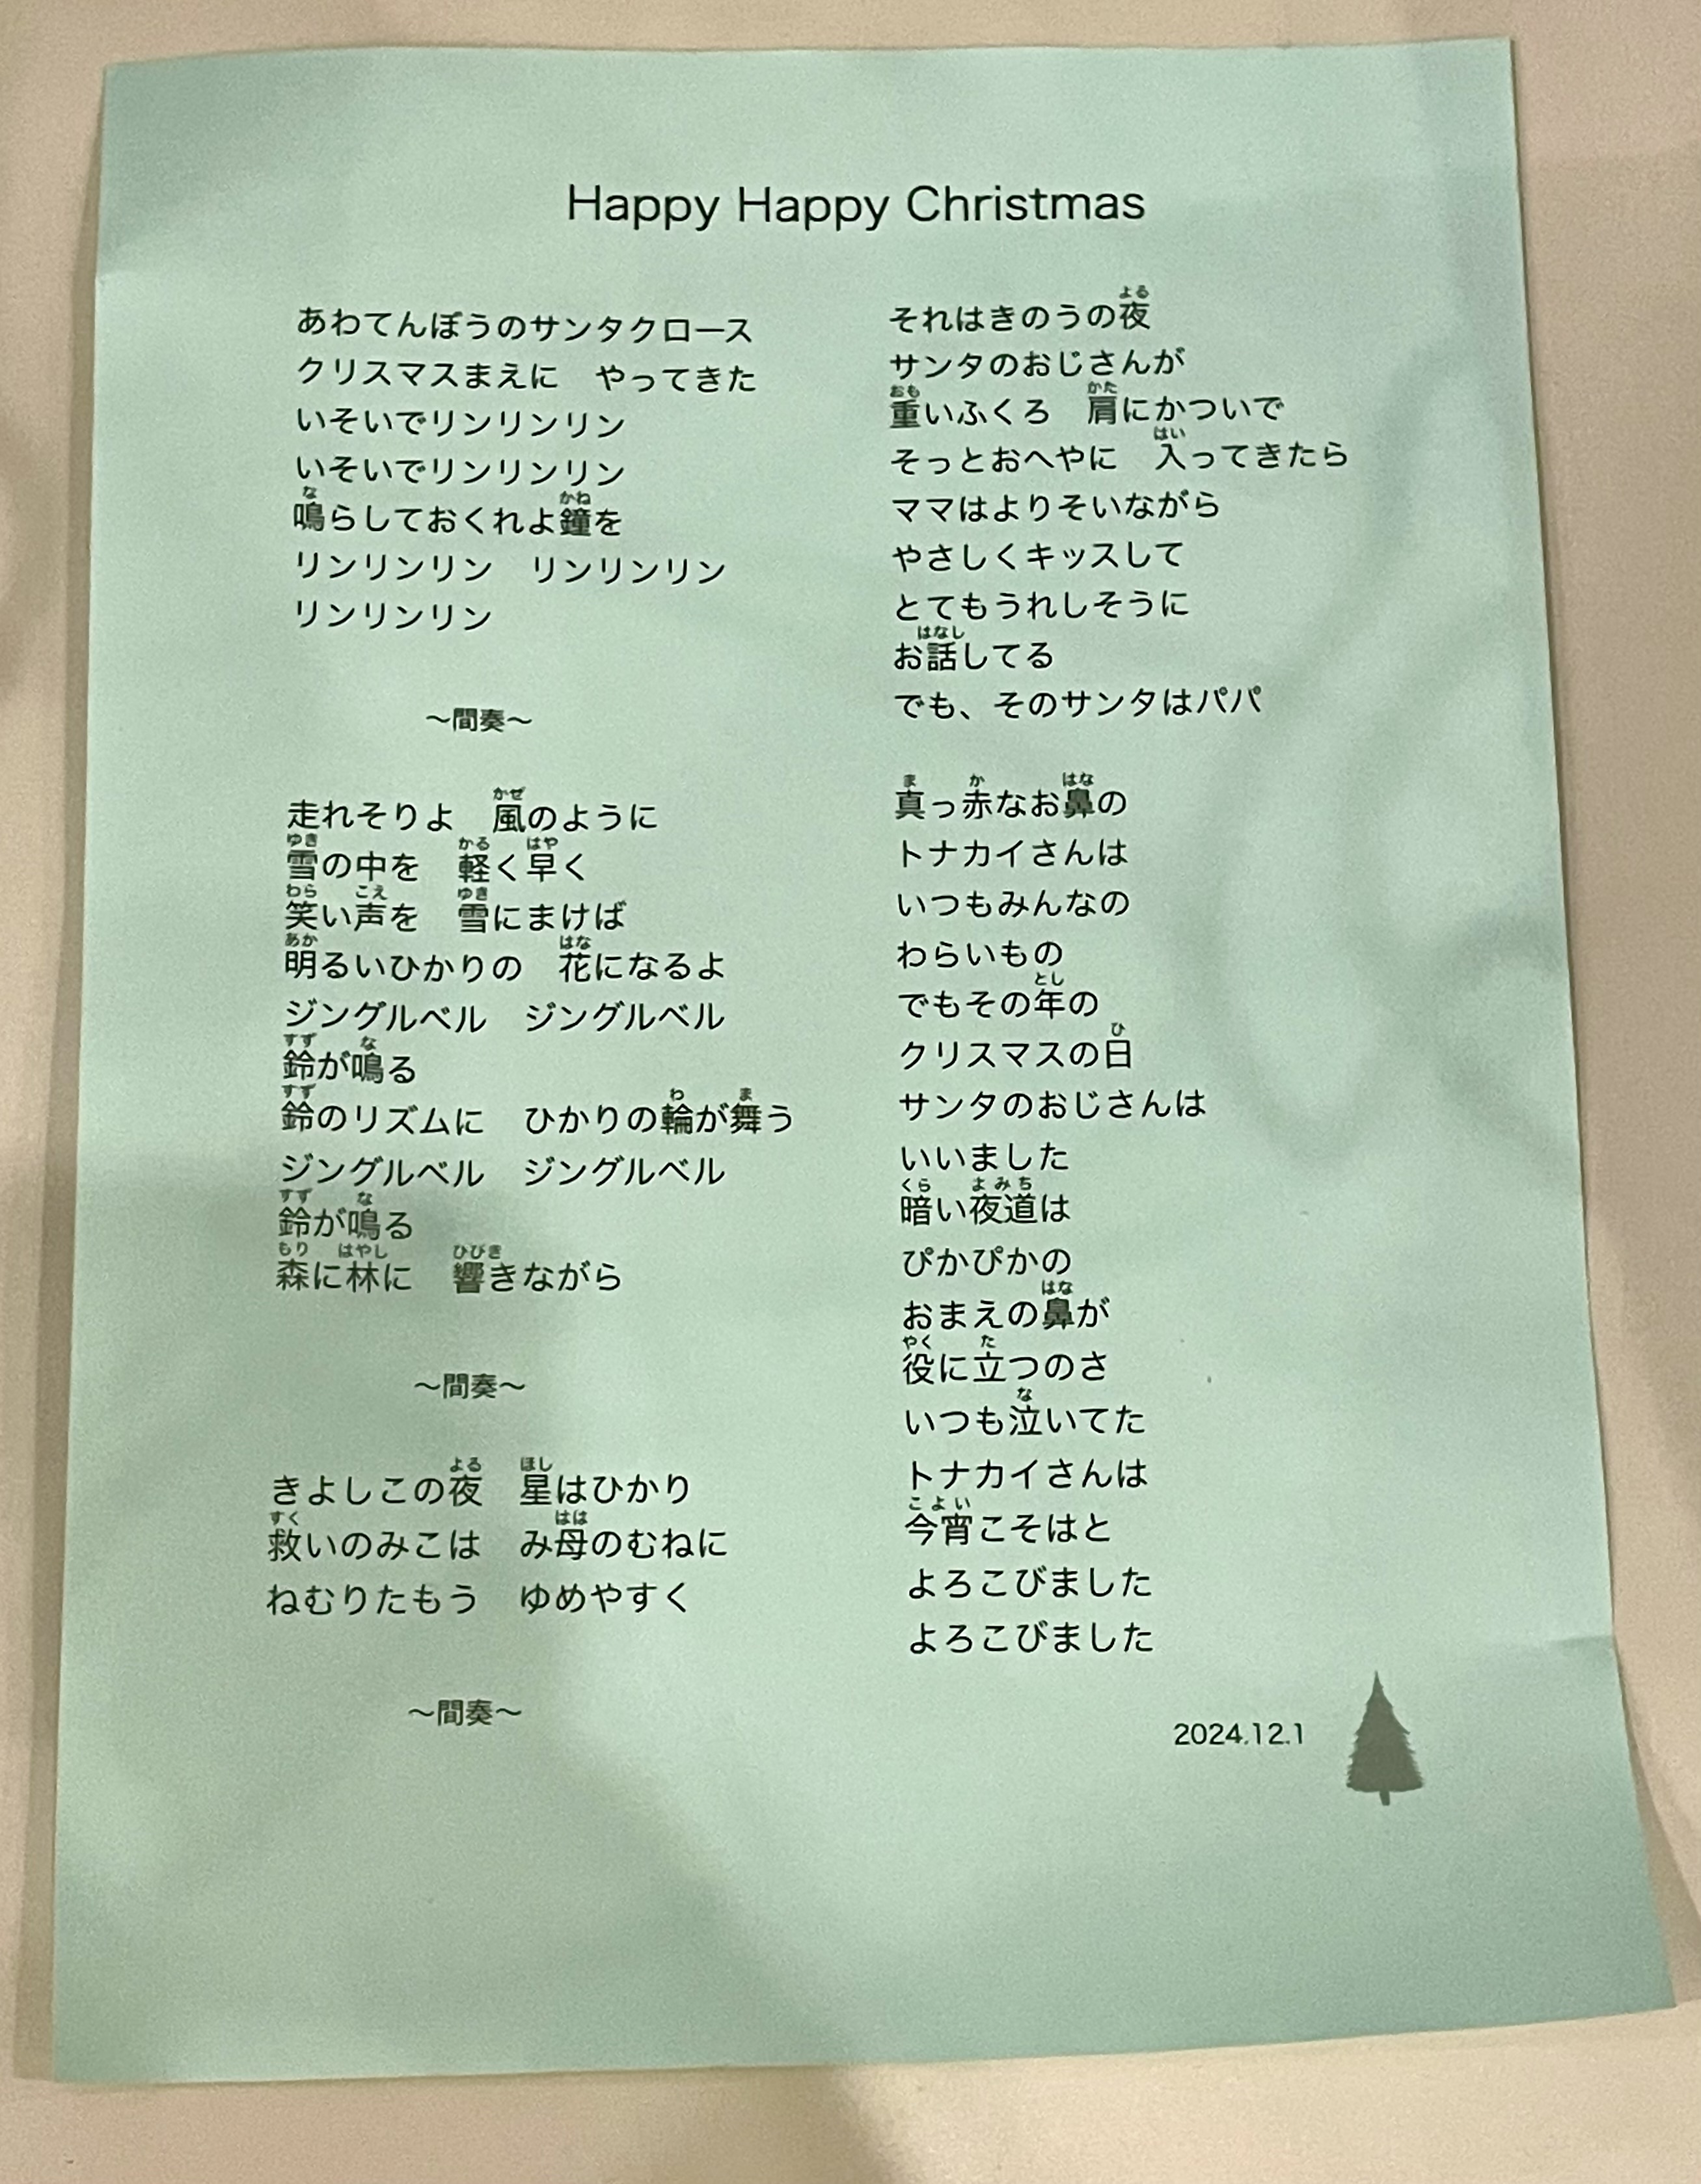 Happy Happy Christmas
あわてんぼうのサンタクロース
クリスマスまえに　やってきた
いそいでリンリンリン
いそいでリンリンリン
鳴らしておくれよ鐘を
リンリンリン　リンリンリン
リンリンリン
～間奏～
走れそりよ　風のように
雪の中を　軽く早く
笑い声を　雪にまけば
明るいひかりの　花になるよ
ジングルベル　ジングルベル
鈴が鳴る
鈴のリズムに　ひかりの輪が舞う
ジングルベル　ジングルベル
鈴が鳴る
森に林に　響きながら
～間奏～
きよしこの夜　星はひかり
救いのみこは　み母のむねに
ねむりたもう　ゆめやすく
～間奏～
それはきのうの夜
サンタのおじさんが
重いふくろ　肩にかついで
そっとおへやに　入ってきたら
ママはよりそいながら
やさしくキッスして
とてもうれしそうに
お話してる
でも、そのサンタはパパ
真っ赤なお鼻の
トナカイさんは
いつもみんなの
わらいもの
でもその年の
クリスマスの日
サンタのおじさんは
いいました
暗い夜道は
ぴかぴかの
おまえの鼻が
役に立つのさ
いつも泣いてた
トナカイさんは
今宵こそはと
よろこびました
よろこびました
2024.12.1